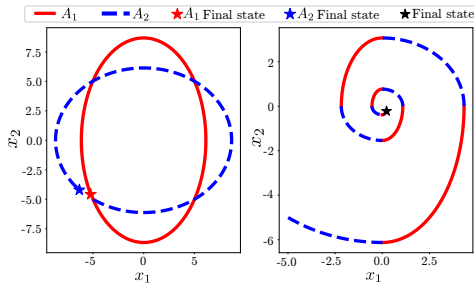 A₁ A₂ A₁ Final state A₂ Final state Final state
7.5
5.0
2.5
0.0
-2.5
-5.0
-7.5
-5 0 5
x₁
x₂
2
0
-2
-4
-6
-5.0 -2.5 0.0 2.5
x₁
x₂